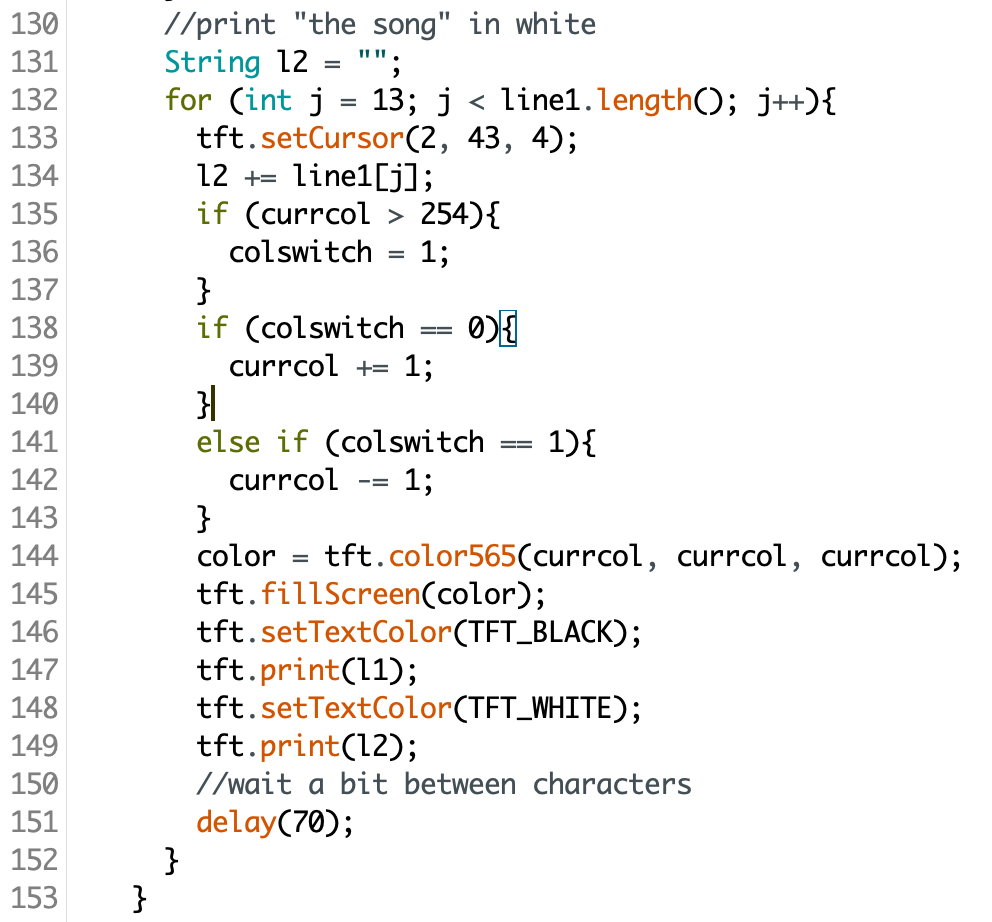 130 //print "the song" in white
131 String l2 = "";
132 for (int j = 13; j < line1.length(); j++){
133 tft.setCursor(2, 43, 4);
134 l2 += line1[j];
135 if (currcol > 254){
136 colswitch = 1;
137 }
138 if (colswitch == 0){
139 currcol += 1;
140 }
141 else if (colswitch == 1){
142 currcol -= 1;
143 }
144 color = tft.color565(currcol, currcol, currcol);
145 tft.fillScreen(color);
146 tft.setTextColor(TFT_BLACK);
147 tft.print(l1);
148 tft.setTextColor(TFT_WHITE);
149 tft.print(l2);
150 //wait a bit between characters
151 delay(70);
152 }
153 }